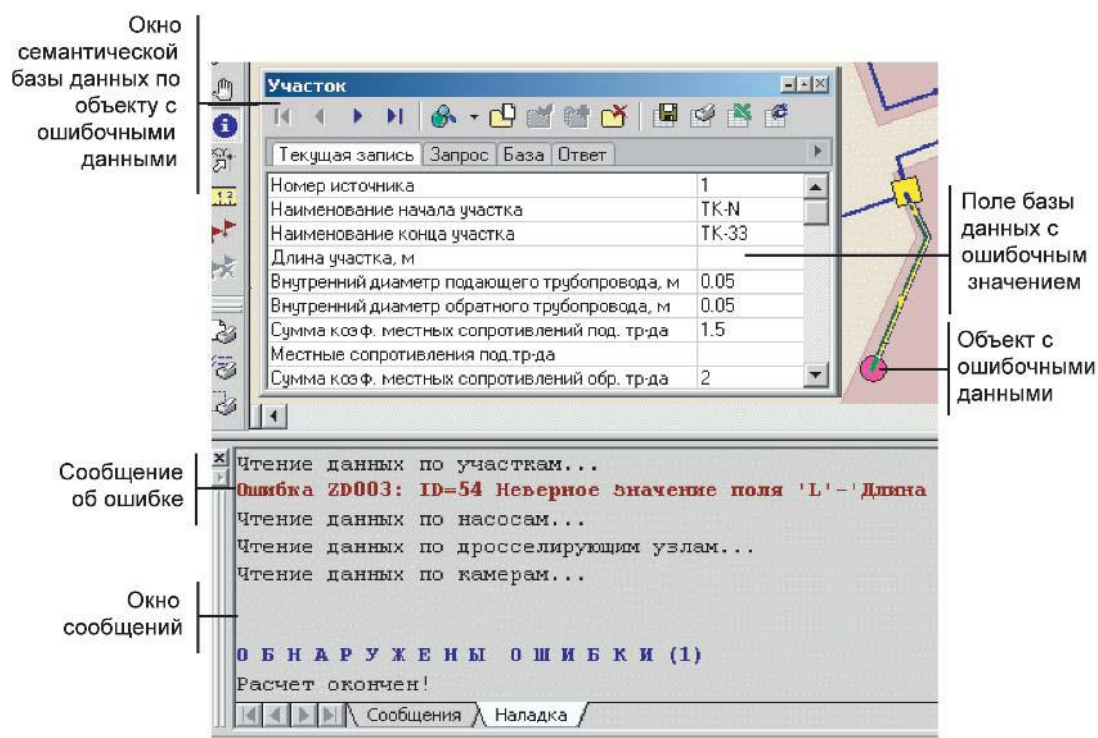 Окно
семантической
базы данных по
объекту с
ошибочными
данными
Участок
Текущая запись Запрос База Ответ
Номер источника 1
Наименование начала участка ТК-N
Наименование конца участка ТК-33
Длина участка, м
Внутренний диаметр подающего трубопровода, м 0.05
Внутренний диаметр обратного трубопровода, м 0.05
Сумма коэф. местных сопротивлений под. тр-да 1.5
Местные сопротивления под.тр-да
Сумма коэф. местных сопротивлений обр. тр-да 2
Поле базы
данных с
ошибочным
значением
Объект с
ошибочными
данными
Сообщение
об ошибке
Окно
сообщений
Чтение данных по участкам...
Ошибка ZD003: ID=54 Неверное значение поля 'L'-'Длина
Чтение данных по насосам...
Чтение данных по дросселирующим узлам...
Чтение данных по камерам...
О Б Н А Р У Ж Е Н Ы О Ш И Б К И (1)
Расчет окончен!
Сообщения Наладка